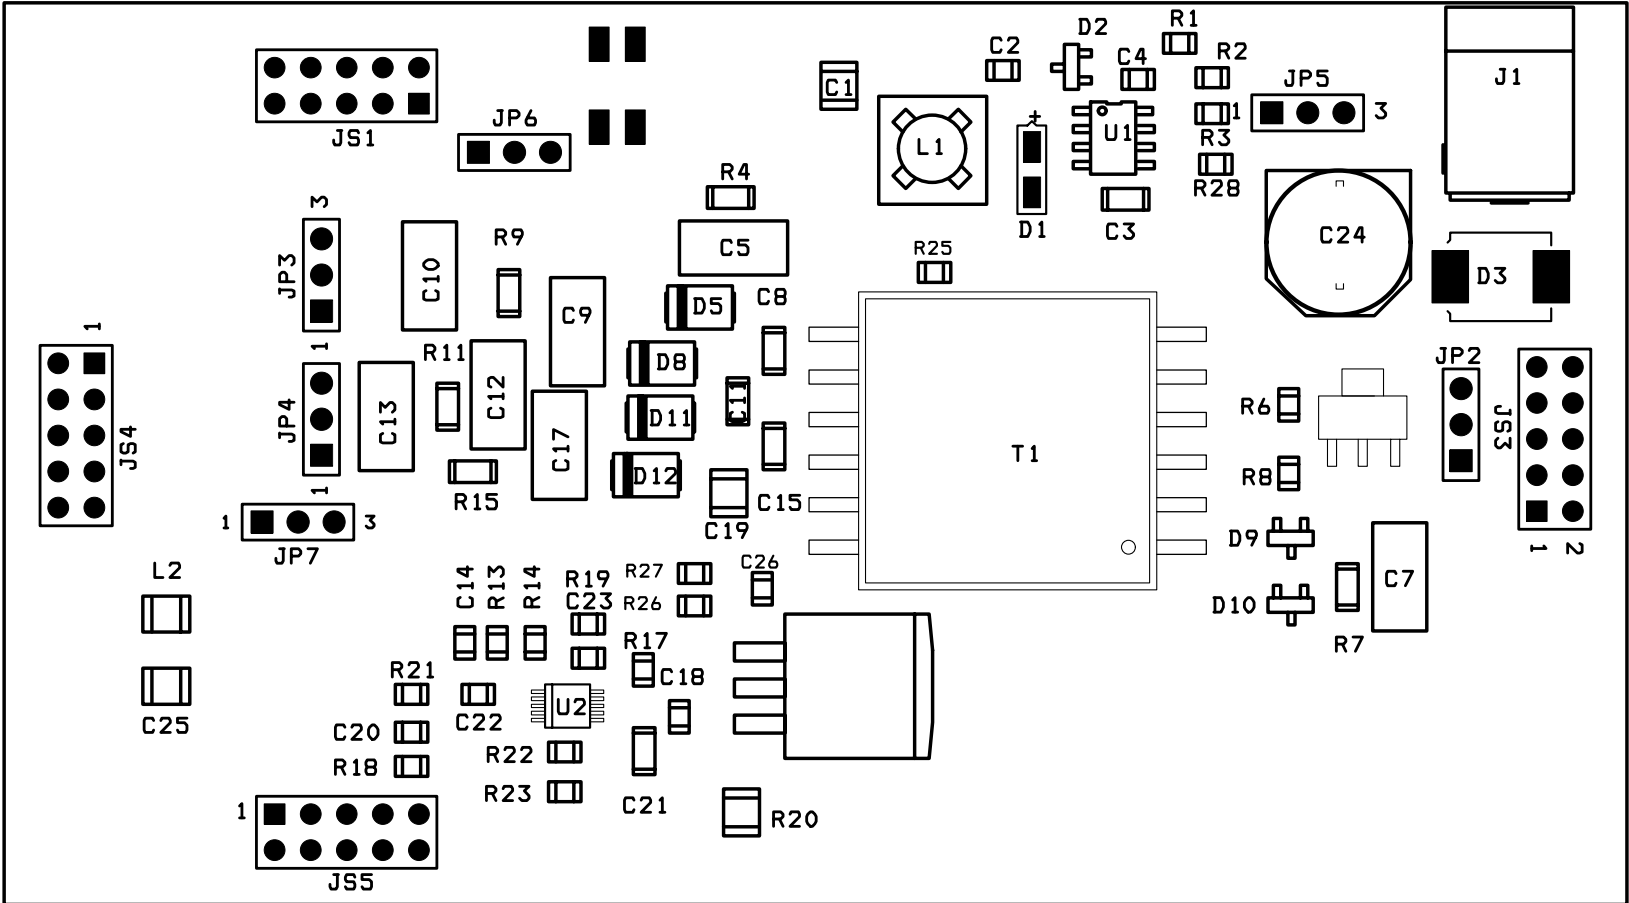 D2
R1
C2
C4
R2
J1
JP5
C1
1
3
JS1
JP6
+
U1
R3
L1
R28
R4
D1
C3
C24
3
R9
C5
R25
JP3
C10
D3
C8
D5
C9
1
1
R11
D8
JP2
C12
C11
R6
JP4
C13
D11
JS3
JS4
C17
T1
D12
R8
1
R15
C15
C19
1
3
JP7
D9
1
2
L2
C14
R13
R14
R19
R27
C26
C7
C23
R26
D10
R17
R7
R21
C18
U2
C25
C20
C22
R22
R18
R23
C21
1
R20
JS5